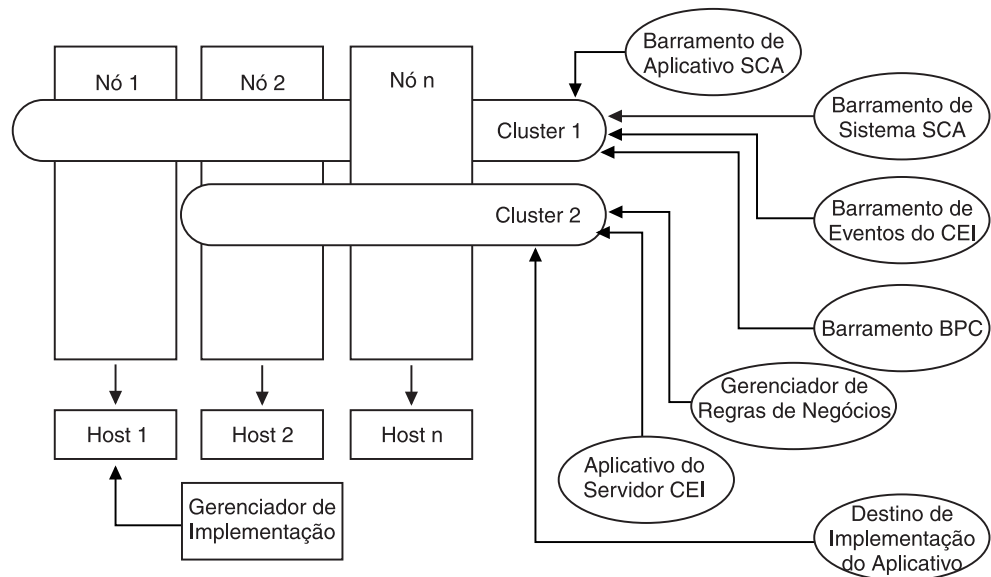 Barramento de
Aplicativo SCA
Nó 1
Nó 2
Nó n
Cluster 1
Barramento de
Sistema SCA
Cluster 2
Barramento de
Eventos do CEI
Barramento BPC
Gerenciador de
Regras de Negócios
Host 1
Host 2
Host n
Aplicativo do
Servidor CEI
Gerenciador de
Implementação
Destino de
Implementação
do Aplicativo